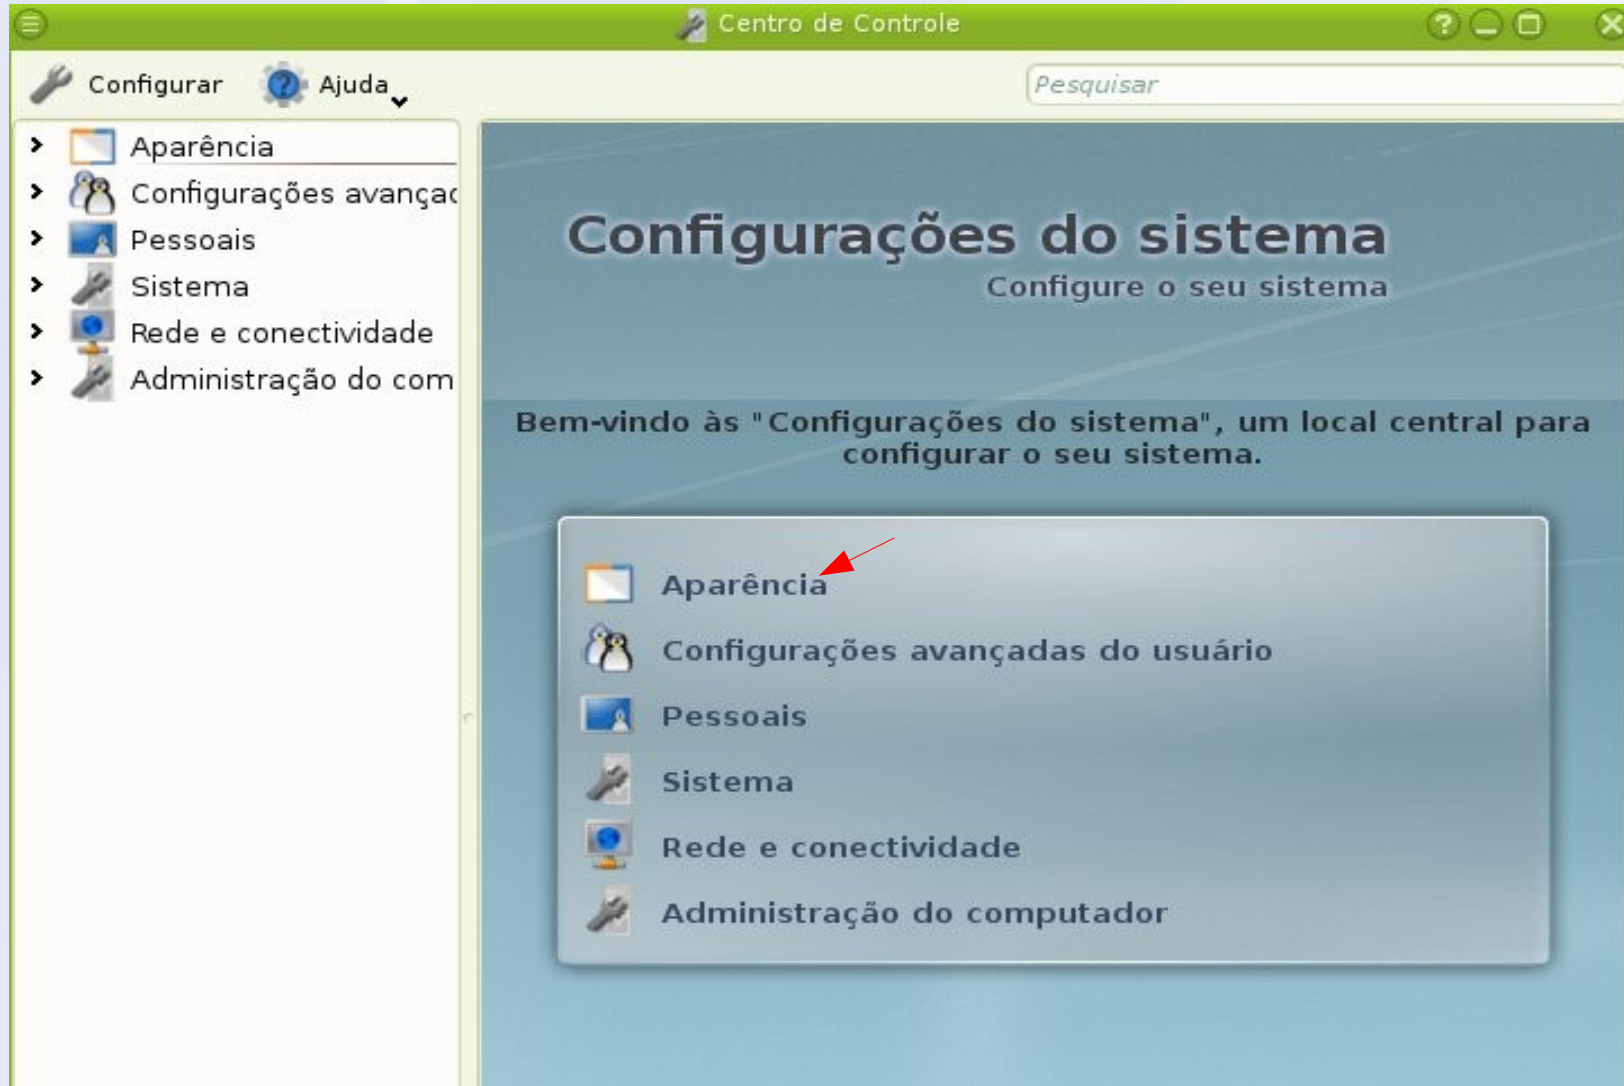 Centro de Controle
Configurar Ajuda
Pesquisar
Aparência
Configurações avançac
Pessoais
Sistema
Rede e conectividade
Administração do com
Configurações do sistema
Configure o seu sistema
Bem-vindo às "Configurações do sistema", um local central para
configurar o seu sistema.
Aparência
Configurações avançadas do usuário
Pessoais
Sistema
Rede e conectividade
Administração do computador